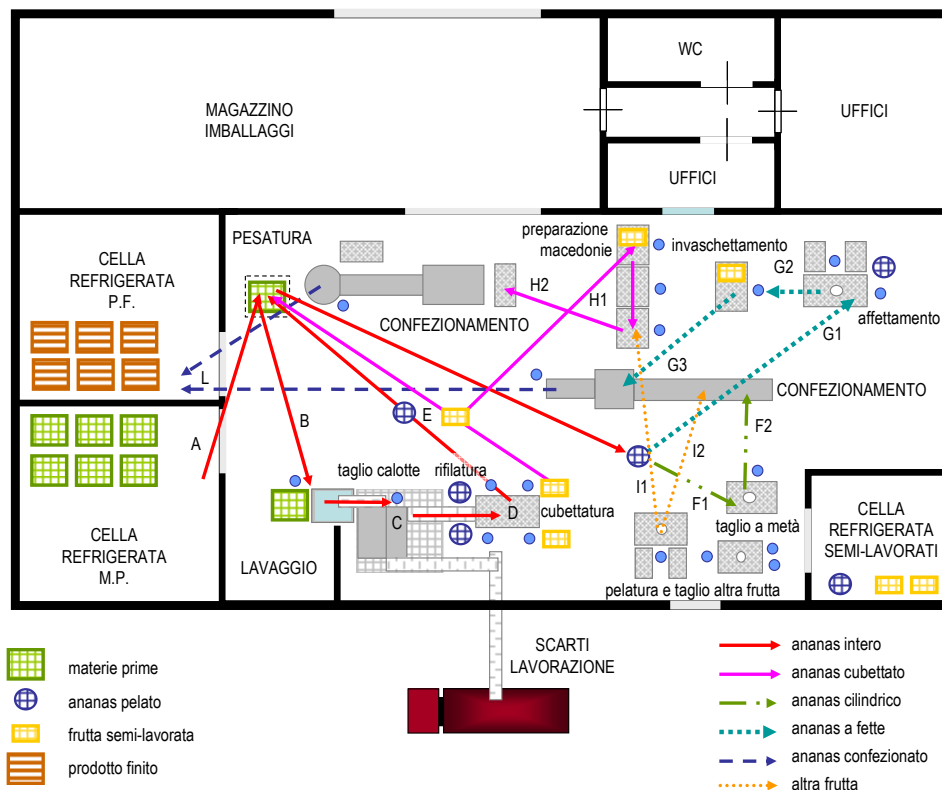 WC
MAGAZZINO
IMBALLAGGI
UFFICI
UFFICI
PESATURA
preparazione
macedonie
invaschettamento
CELLA
REFRIGERATA
P.F.
G2
H2
H1
affettamento
CONFEZIONAMENTO
G1
G3
L
CONFEZIONAMENTO
E
F2
A
B
I2
taglio calotte
rifilatura
I1
F1
D
C
cubettatura
taglio a metà
CELLA
REFRIGERATA
SEMI-LAVORATI
CELLA
REFRIGERATA
M.P.
LAVAGGIO
pelatura e taglio altra frutta
SCARTI
LAVORAZIONE
materie prime
ananas pelato
frutta semi-lavorata
prodotto finito
ananas intero
ananas cubettato
ananas cilindrico
ananas a fette
ananas confezionato
altra frutta